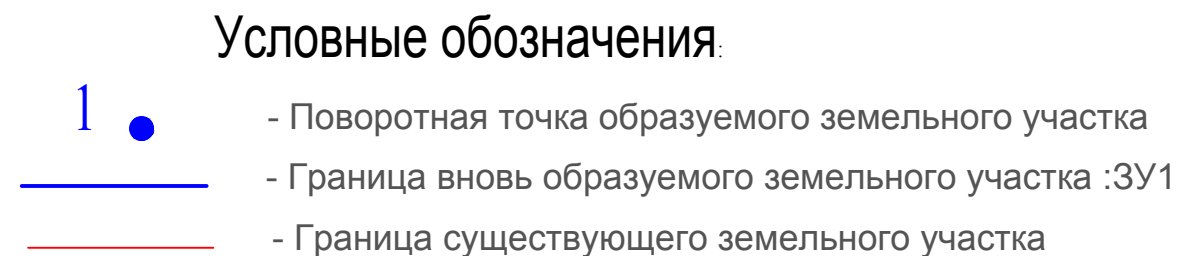 Условные обозначения:
1 - Поворотная точка образуемого земельного участка
- Граница вновь образуемого земельного участка :ЗУ1
- Граница существующего земельного участка